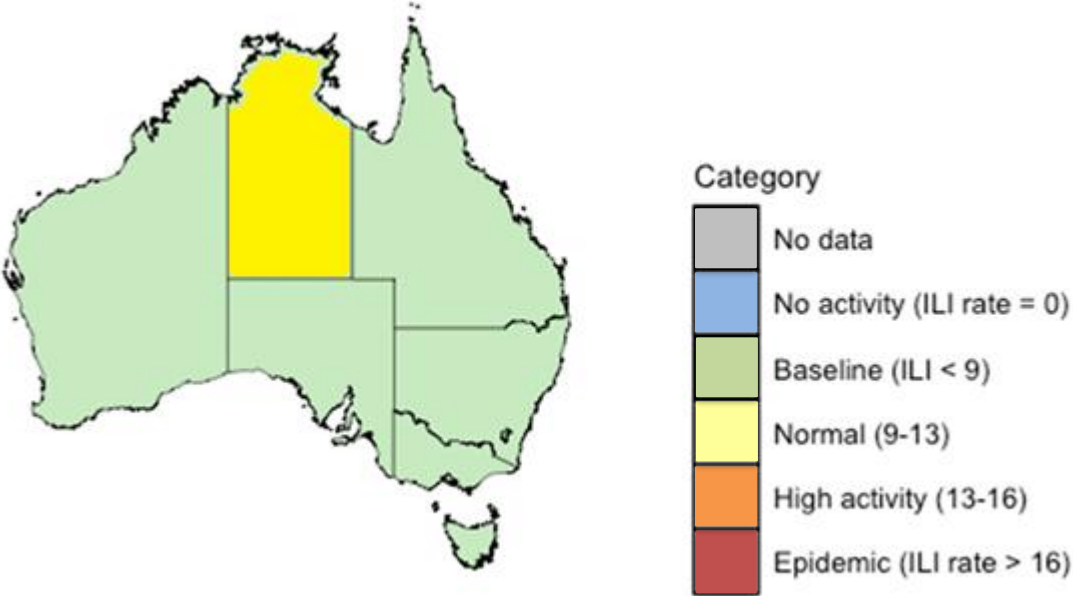 Category
No data
No activity (ILI rate = 0)
Baseline (ILI < 9)
Normal (9-13)
High activity (13-16)
Epidemic (ILI rate > 16)